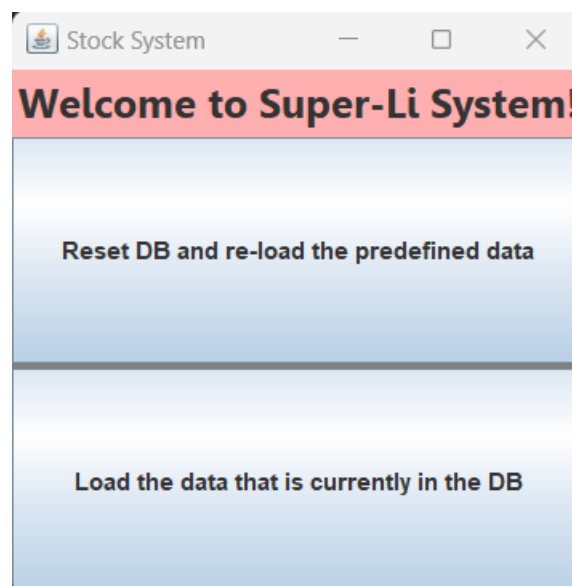 Stock System
Welcome to Super-Li System!
Reset DB and re-load the predefined data
Load the data that is currently in the DB